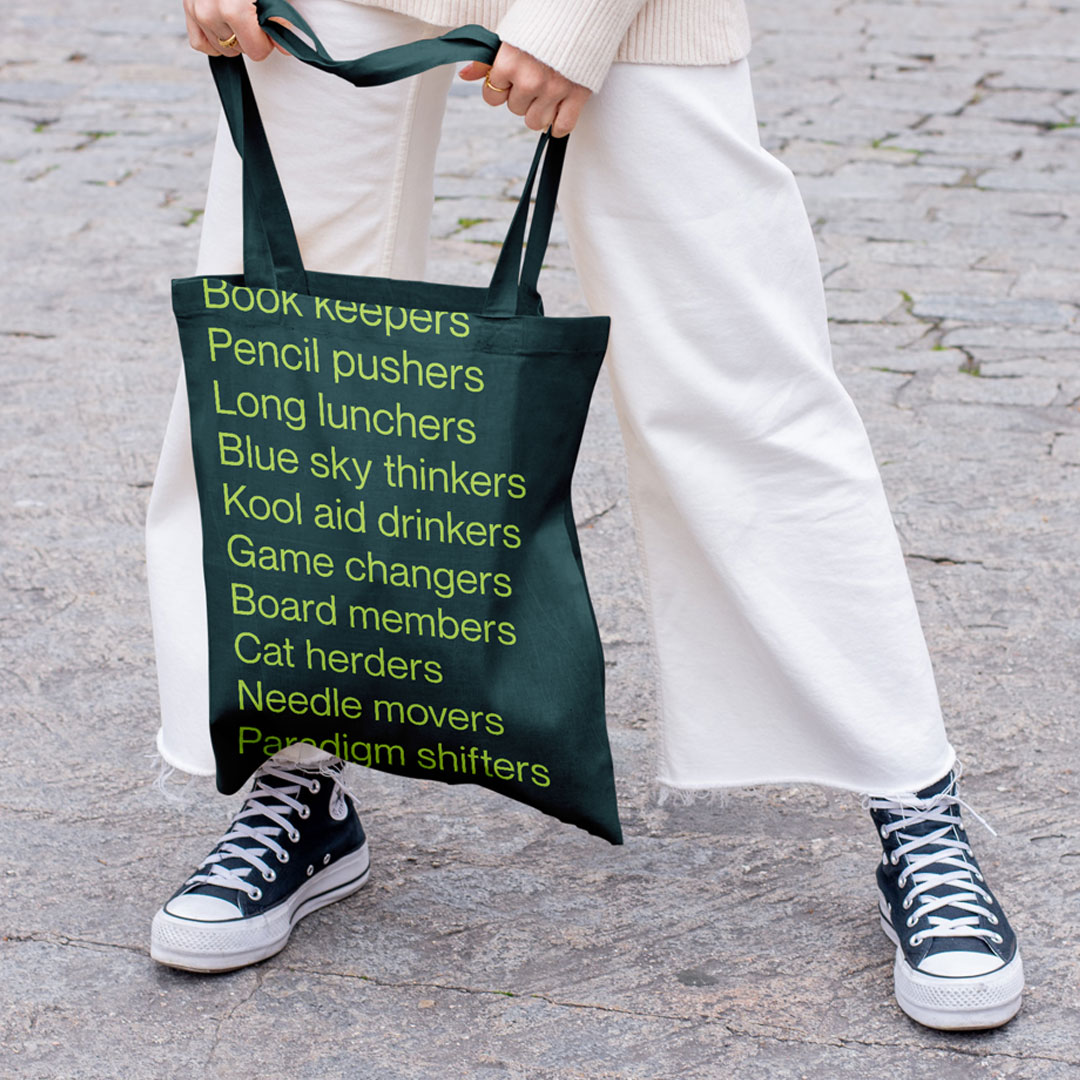 Book keepers
Pencil pushers
Long lunchers
Blue sky thinkers
Kool aid drinkers
Game changers
Board members
Cat herders
Needle movers
Paradigm shifters